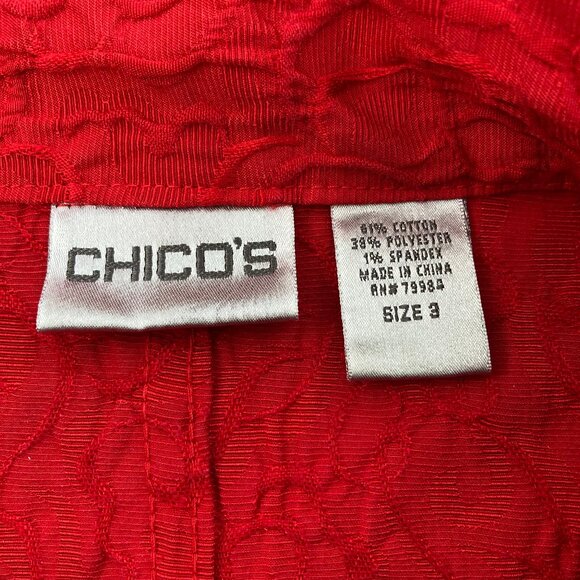 CHICO'S
61% COTTON
38% POLYESTER
1% SPANDEX
MADE IN CHINA
RN# 79984
SIZE 3